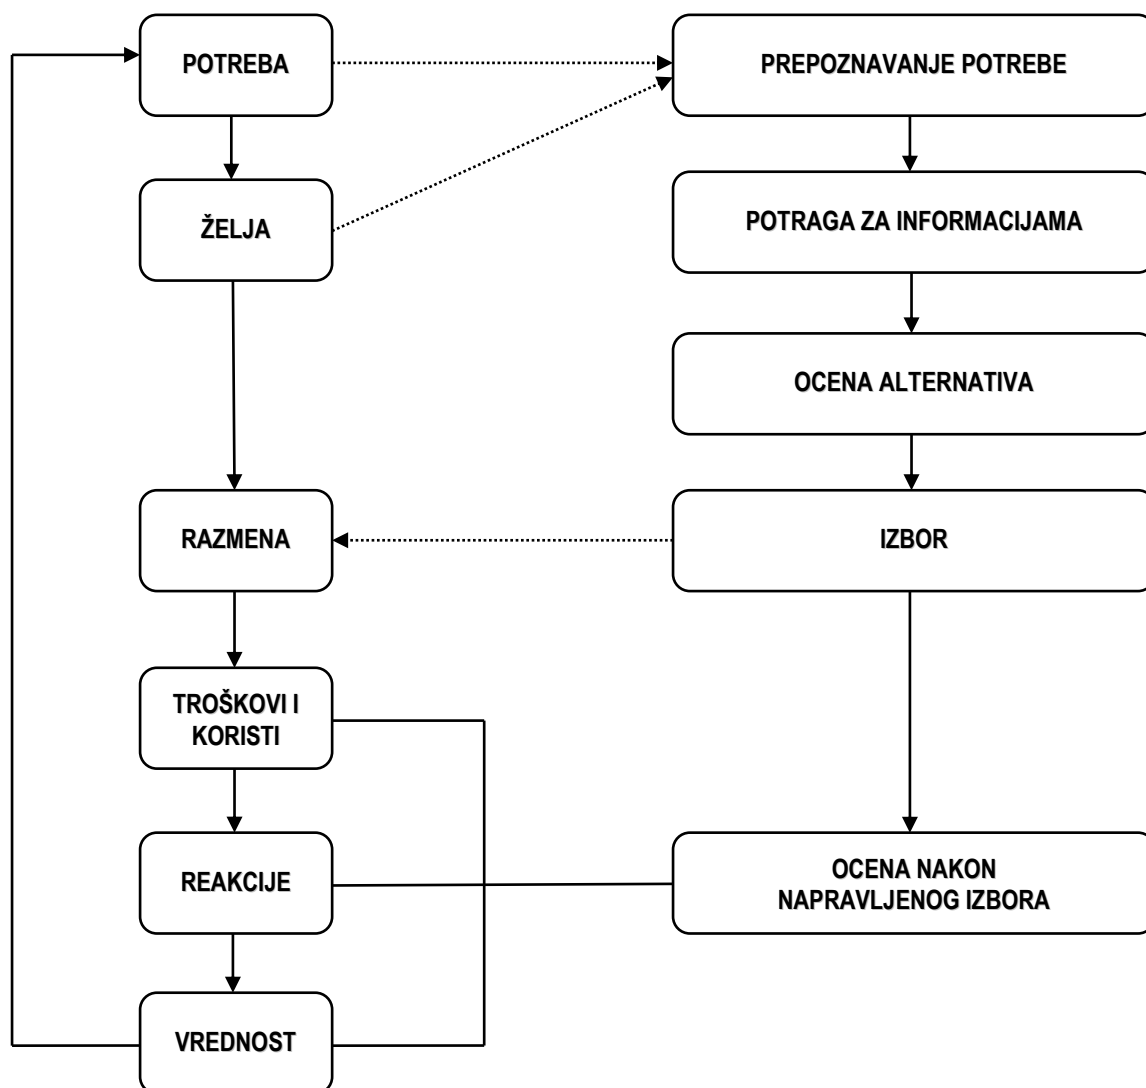 POTREBA
PREPOZNAVANJE POTREBE
ŽELJA
POTRAGA ZA INFORMACIJAMA
OCENA ALTERNATIVA
RAZMENA
IZBOR
TROŠKOVI I
KORISTI
REAKCIJE
OCENA NAKON
NAPRAVLJENOG IZBORA
VREDNOST